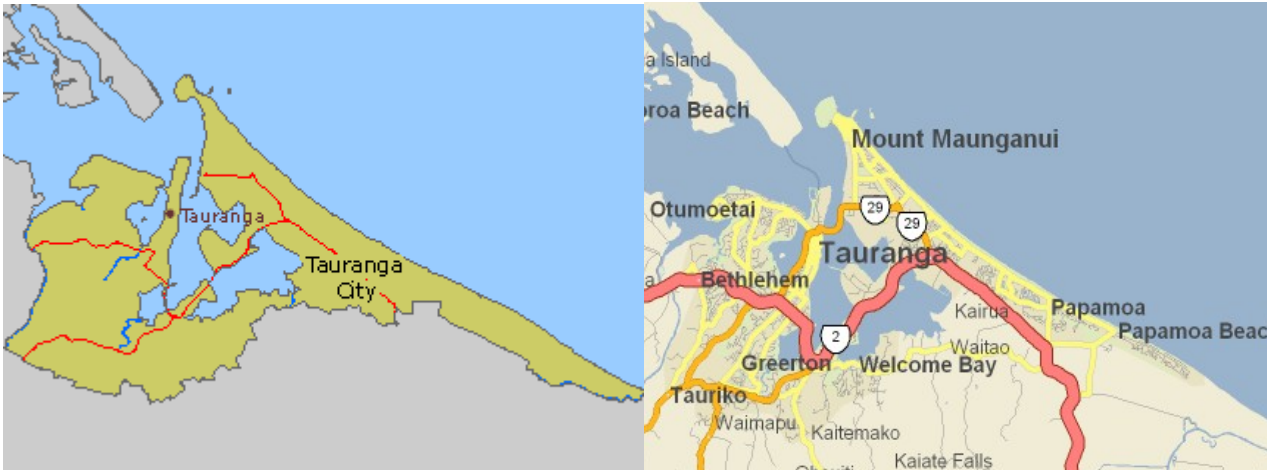 Tauranga
Tauranga
City
Island
roa Beach
Mount Maunganui
Otumoetai
29
29
Tauranga
Bethlehem
Kairua
Papamoa
Papamoa Beac
2
Waitao
Greerton
Welcome Bay
Tauriko
Waimapu
Kaitemako
Kaiate Falls